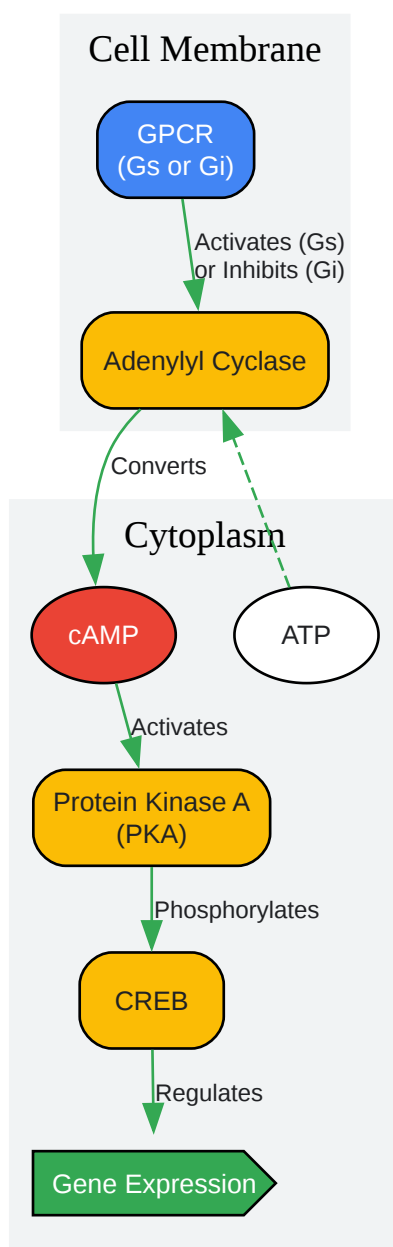 Cell Membrane
GPCR
(Gs or Gi)
Activates (Gs)
or Inhibits (Gi)
Adenylyl Cyclase
Converts
Cytoplasm
cAMP
ATP
Activates
Protein Kinase A
(PKA)
Phosphorylates
CREB
Regulates
Gene Expression